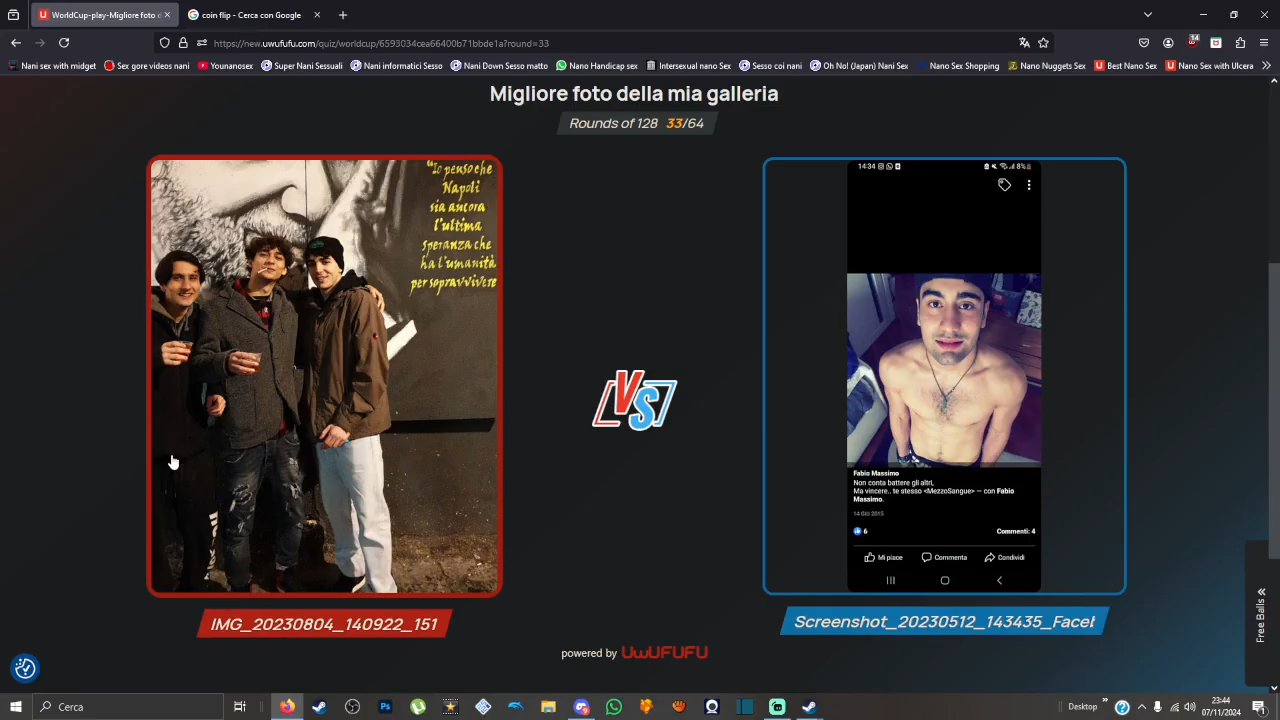 WorldCup-play-Migliore foto d
coin flip - Cerca con Google
https://new.uwufufu.com/quiz/worldcup/6593034cea66400b71bbde1a?round=33
14
Nani sex with midget
Sex gore videos nani
Younanosex
Super Nani Sessuali
Nani informatici Sesso
Nani Down Sesso matto
Nano Handicap sex
Intersexual nano Sex
Sesso coi nani
Oh No! (Japan) Nani Sex
Nano Sex Shopping
Nano Nuggets Sex
Best Nano Sex
Nano Sex with Ulcera
Migliore foto della mia galleria
Rounds of 128 33/64
"Io penso che
Napoli
sia ancora
l'ultima
speranza che
ha l'umanità
per sopravvivere
VS
14:34
8%
Fabio Massimo
Non conta battere gli altri,
Ma vincere.. te stesso <MezzoSangue> — con Fabio
Massimo.
14 GIU 2015
6
Commenti: 4
Mi piace
Commenta
Condividi
IMG_20230804_140922_151
Screenshot_20230512_143435_Facet
powered by UWUFUFU
Free Balls
Cerca
Desktop
23:44
07/11/2024